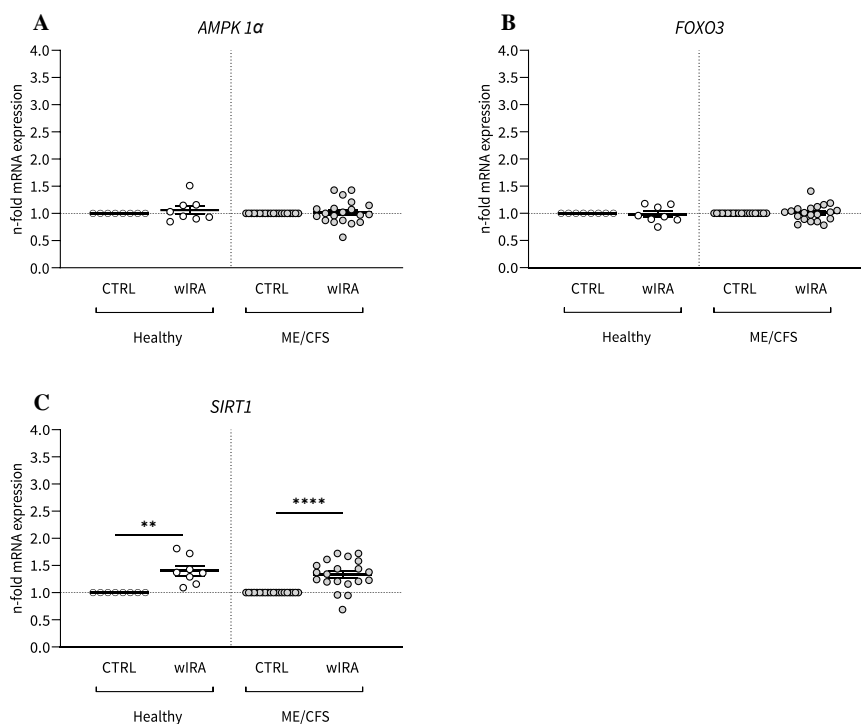 A
AMPK 1α
n-fold mRNA expression
4.0
3.5
3.0
2.5
2.0
1.5
1.0
0.5
0.0
CTRL wIRA CTRL wIRA
Healthy ME/CFS
B
FOXO3
n-fold mRNA expression
4.0
3.5
3.0
2.5
2.0
1.5
1.0
0.5
0.0
CTRL wIRA CTRL wIRA
Healthy ME/CFS
C
SIRT1
n-fold mRNA expression
4.0
3.5
3.0
2.5
2.0
1.5
1.0
0.5
0.0
** ****
CTRL wIRA CTRL wIRA
Healthy ME/CFS